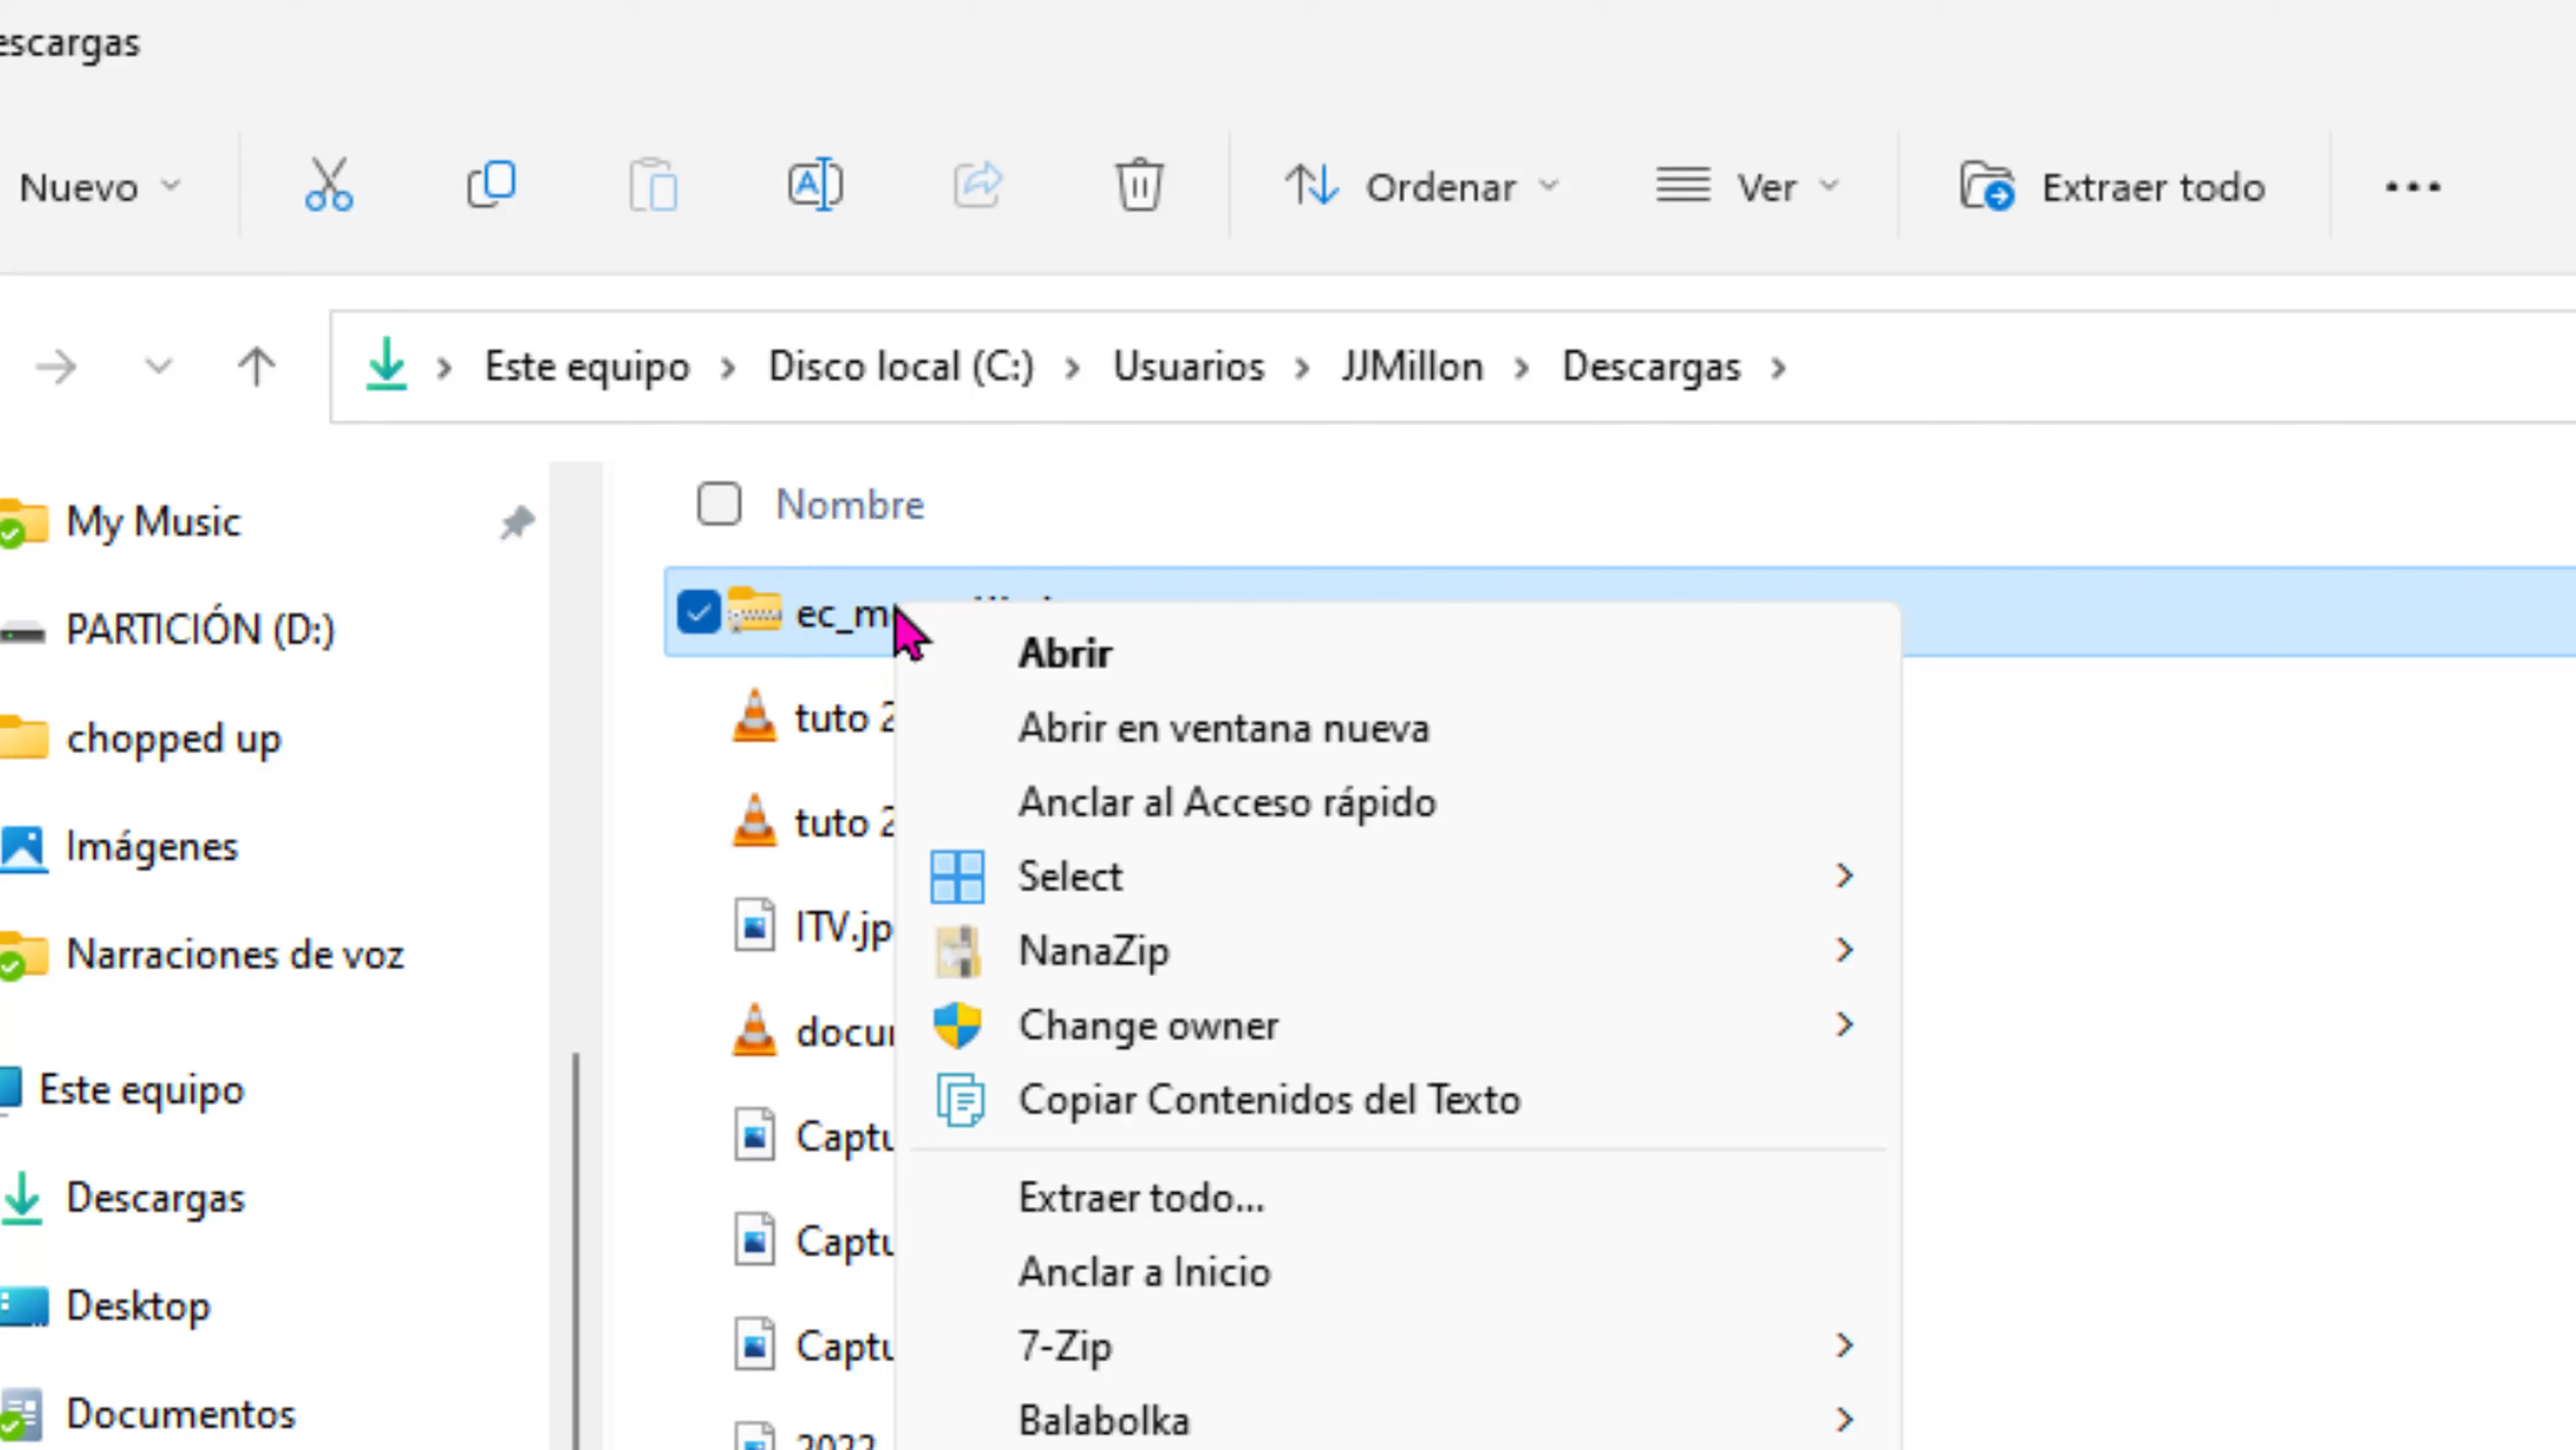 escargas
Nuevo
Ordenar
Ver
Extraer todo
Este equipo > Disco local (C:) > Usuarios > JJMillon > Descargas >
My Music
PARTICIÓN (D:)
chopped up
Imágenes
Narraciones de voz
Este equipo
Descargas
Desktop
Documentos
Nombre
ec_m
tuto 2
tuto 2
ITV.jp
docu
Captu
Captu
Captu
2022
Abrir
Abrir en ventana nueva
Anclar al Acceso rápido
Select
NanaZip
Change owner
Copiar Contenidos del Texto
Extraer todo...
Anclar a Inicio
7-Zip
Balabolka